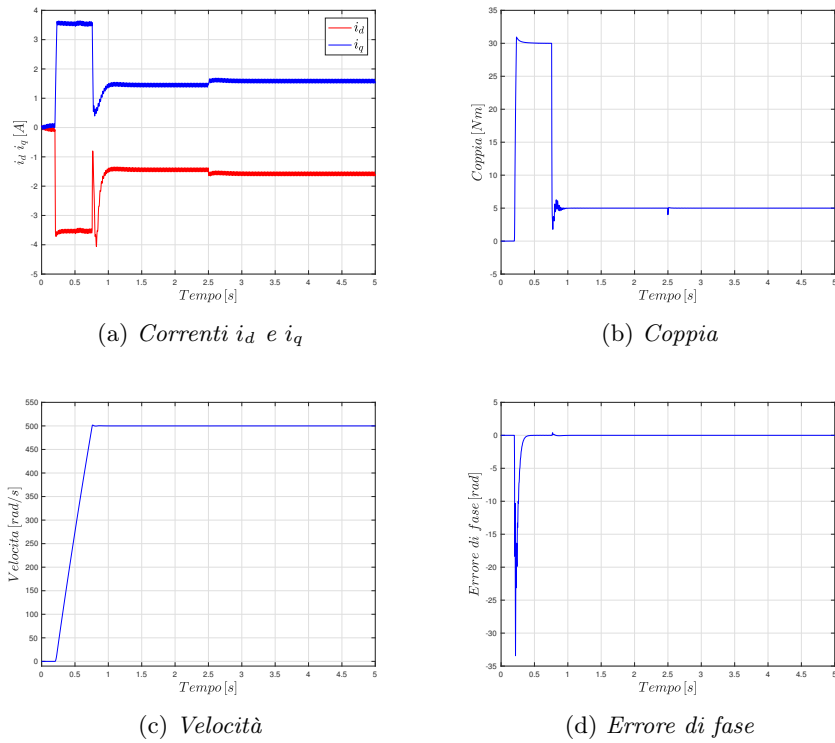 4
3
2
1
0
-1
-2
-3
-4
-5
i_d i_q [A]
i_d
i_q
0 0.5 1 1.5 2 2.5 3 3.5 4 4.5 5
Tempo [s]
(a) Correnti i_d e i_q
35
30
25
20
15
10
5
0
-5
Coppia [Nm]
0 0.5 1 1.5 2 2.5 3 3.5 4 4.5 5
Tempo [s]
(b) Coppia
550
500
450
400
350
300
250
200
150
100
50
0
Velocita [rad/s]
0 0.5 1 1.5 2 2.5 3 3.5 4 4.5 5
Tempo [s]
(c) Velocità
5
0
-5
-10
-15
-20
-25
-30
-35
Errore di fase [rad]
0 0.5 1 1.5 2 2.5 3 3.5 4 4.5 5
Tempo [s]
(d) Errore di fase